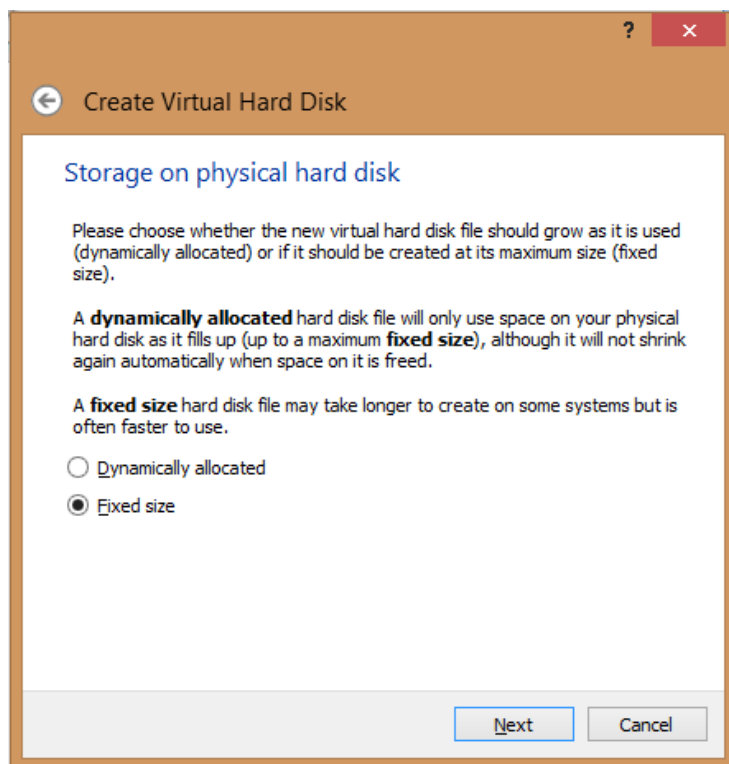 ?
Create Virtual Hard Disk
Storage on physical hard disk
Please choose whether the new virtual hard disk file should grow as it is used
(dynamically allocated) or if it should be created at its maximum size (fixed
size).
A dynamically allocated hard disk file will only use space on your physical
hard disk as it fills up (up to a maximum fixed size), although it will not shrink
again automatically when space on it is freed.
A fixed size hard disk file may take longer to create on some systems but is
often faster to use.
Dynamically allocated
Fixed size
Next Cancel